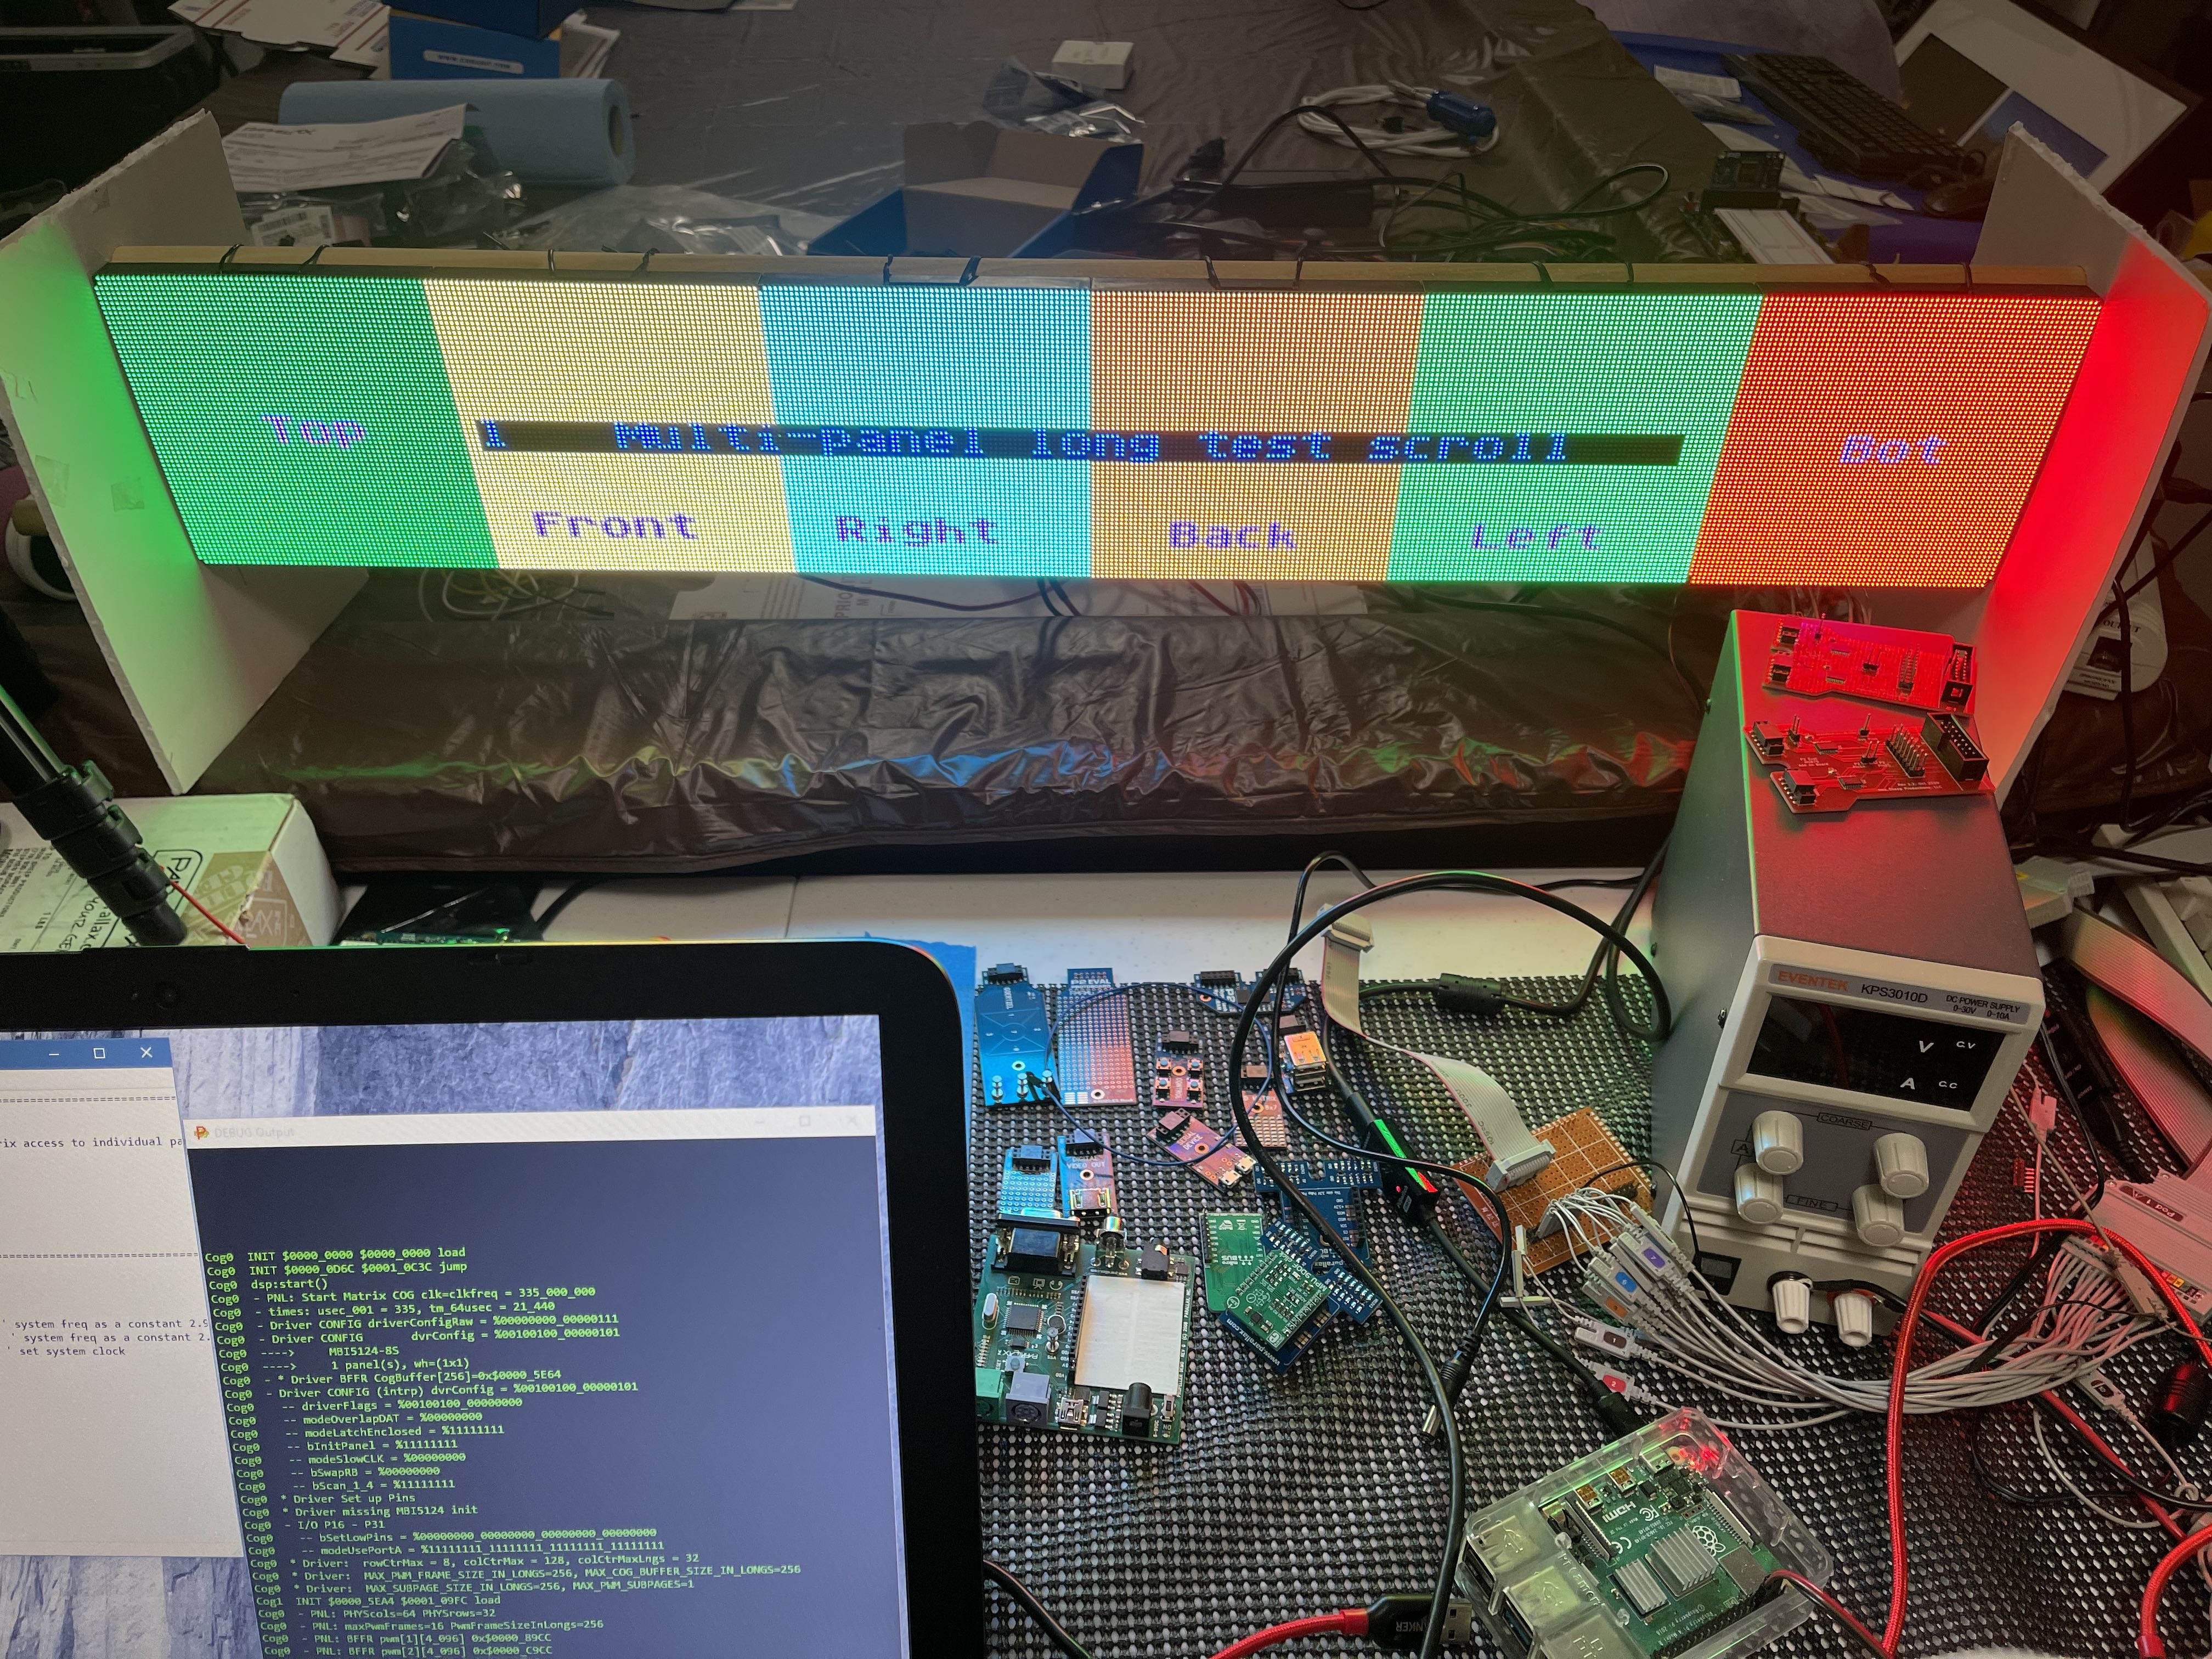 Top
1 Multi-panel long test scroll
Bot
Front
Right
Back
Left
EVENTEK
KPS3010D
DC POWER SUPPLY
0-30V 0-10A
V
C.V
A
C.C
COARSE
FINE
P2 EVAL
VIDEO OUT
HDMI
ANKER
DEBUG Output
rix access to individual pa
' system freq as a constant 2.9
' system freq as a constant 2.
' set system clock
Cog0 INIT $0000_0000 $0000_0000 load
Cog0 INIT $0000_0D6C $0001_0C3C jump
Cog0 dsp:start()
Cog0 - PNL: Start Matrix COG clk=clkfreq = 335_000_000
Cog0 - times: usec_001 = 335, tm_64usec = 21_440
Cog0 - Driver CONFIG driverConfigRaw = %00000000_00000111
Cog0 - Driver CONFIG dvrConfig = %00100100_00000101
Cog0 ----> MBI5124-8S
Cog0 ----> 1 panel(s), wh=(1x1)
Cog0 - * Driver BFFR CogBuffer[256]=0x$0000_5E64
Cog0 - Driver CONFIG (intrp) dvrConfig = %00100100_00000101
Cog0 -- driverFlags = %00100100_00000000
Cog0 -- modeOverlapDAT = %00000000
Cog0 -- modeLatchEnclosed = %11111111
Cog0 -- bInitPanel = %11111111
Cog0 -- modeSlowCLK = %00000000
Cog0 -- bSwapRB = %00000000
Cog0 -- bScan_1_4 = %11111111
Cog0 * Driver Set up Pins
Cog0 * Driver missing MBI5124 init
Cog0 - I/O P16 - P31
Cog0 -- bSetLowPins = %00000000_00000000_00000000_00000000
Cog0 -- modeUsePortA = %11111111_11111111_11111111_11111111
Cog0 * Driver: rowCtrMax = 8, colCtrMax = 128, colCtrMaxLngs = 32
Cog0 * Driver: MAX_PWM_FRAME_SIZE_IN_LONGS=256, MAX_COG_BUFFER_SIZE_IN_LONGS=256
Cog0 * Driver: MAX_SUBPAGE_SIZE_IN_LONGS=256, MAX_PWM_SUBPAGES=1
Cog1 INIT $0000_5EA4 $0001_09FC load
Cog0 - PNL: PHYScols=64 PHYSrows=32
Cog0 - PNL: maxPwmFrames=16 PwmFrameSizeInLongs=256
Cog0 - PNL: BFFR pwm[1][4_096] 0x$0000_89CC
Cog0 - PNL: BFFR pwm[2][4_096] 0x$0000_C9CC